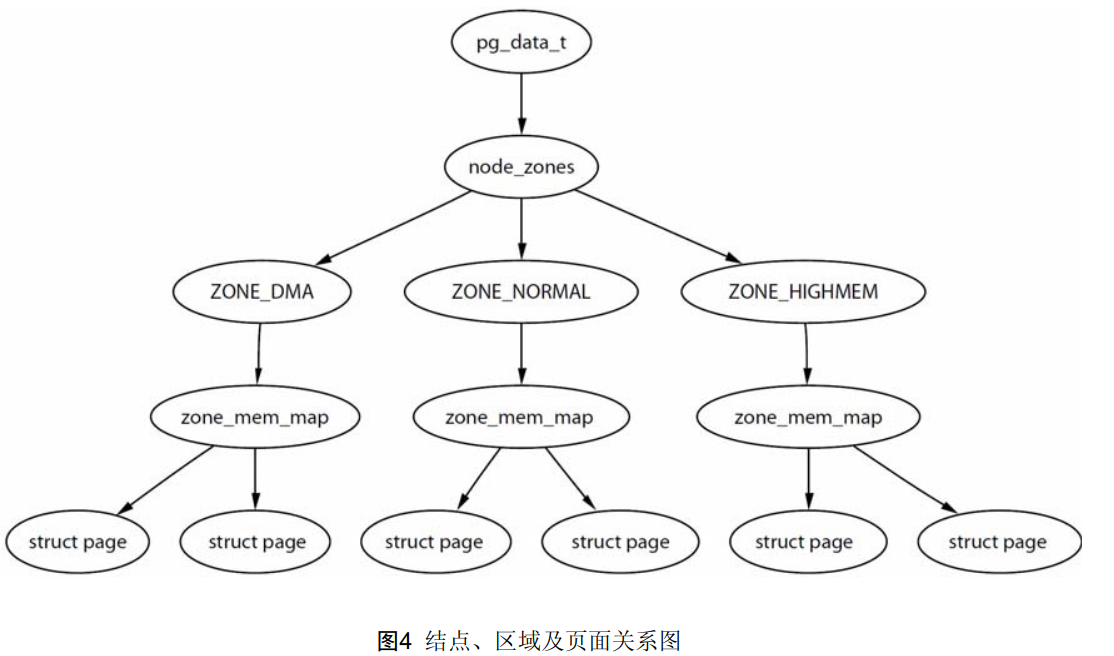 pg_data_t
node_zones
ZONE_DMA
ZONE_NORMAL
ZONE_HIGHMEM
zone_mem_map
zone_mem_map
zone_mem_map
struct page
struct page
struct page
struct page
struct page
struct page
图4 结点、区域及页面关系图